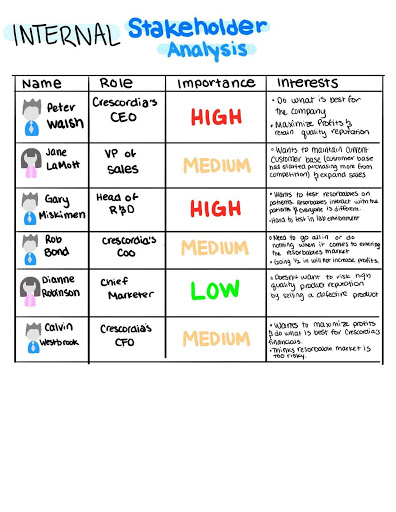 INTERNAL Stakeholder
Analysis
Name Role Importance Interests
Peter
Walsh
Crescordia's
CEO
HIGH
• Do what is best for
the company
• Maximize Profits &
retain quality reputation
Jane
LaMott
VP of
Sales
MEDIUM
• Wants to maintain current
customer base (customer base
had started purchasing more from
competition) & expand sales
Gary
Miskimen
Head of
R&D
HIGH
• Wants to test resorbables on
patients. Resorbables interact with the
patients & everyone is different.
• Hard to test in lab environment
Rob
Bond
Crescordia's
COO
MEDIUM
• Need to go all in or do
nothing when it comes to entering
the resorbables market
• Going 1/2 in will not increase profits.
Dianne
Robinson
Chief
Marketer
LOW
• Doesn't want to risk high
quality product reputation
by selling a defective product
Calvin
Westbrook
Crescordia's
CFO
MEDIUM
• Wants to maximize profits
& do what is best for Crescordia's
financials.
• Thinks resorbable market is
too risky.